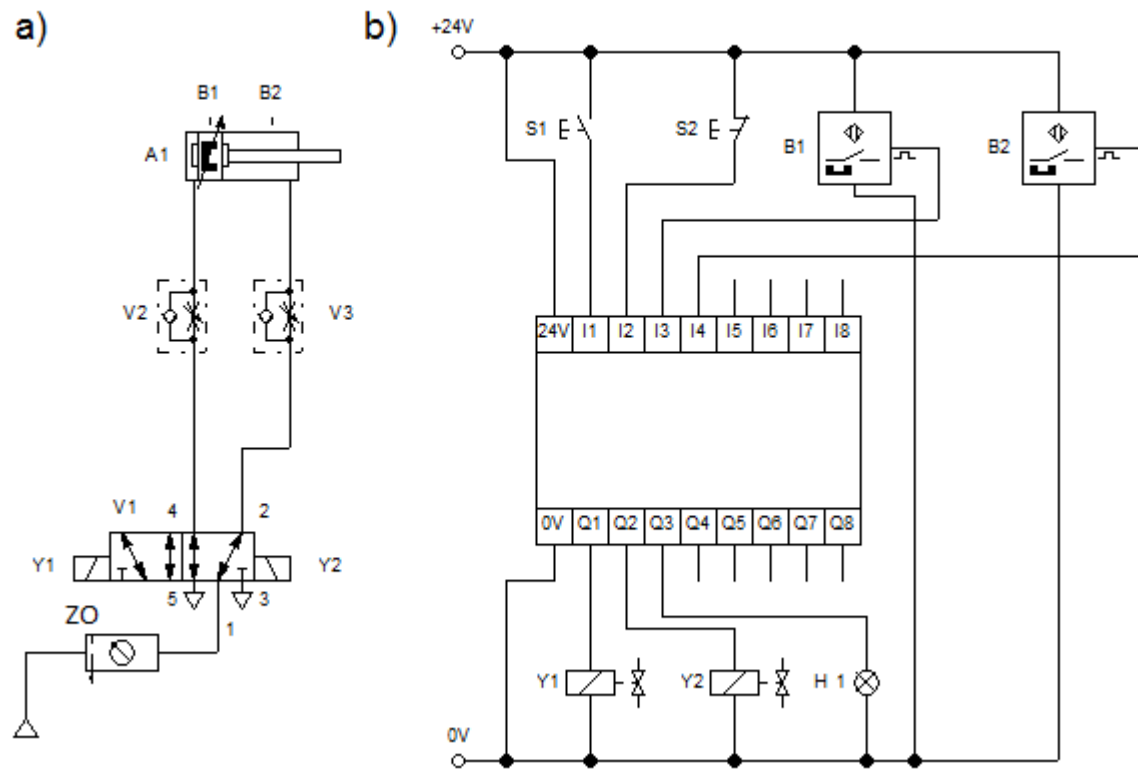 a)
b)
+24V
B1 B2
A1
S1 S2 B1 B2
V2 V3
24V I1 I2 I3 I4 I5 I6 I7 I8
V1 4 2
0V Q1 Q2 Q3 Q4 Q5 Q6 Q7 Q8
Y1 Y2
5 3
ZO 1
Y1 Y2 H 1
0V